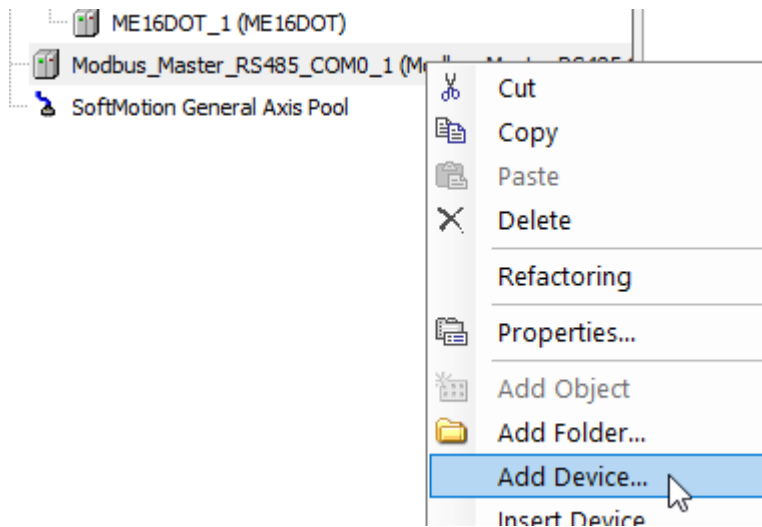 ME16DOT_1 (ME16DOT)
Modbus_Master_RS485_COM0_1 (Mo
SoftMotion General Axis Pool
Cut
Copy
Paste
Delete
Refactoring
Properties...
Add Object
Add Folder...
Add Device...
Insert Device